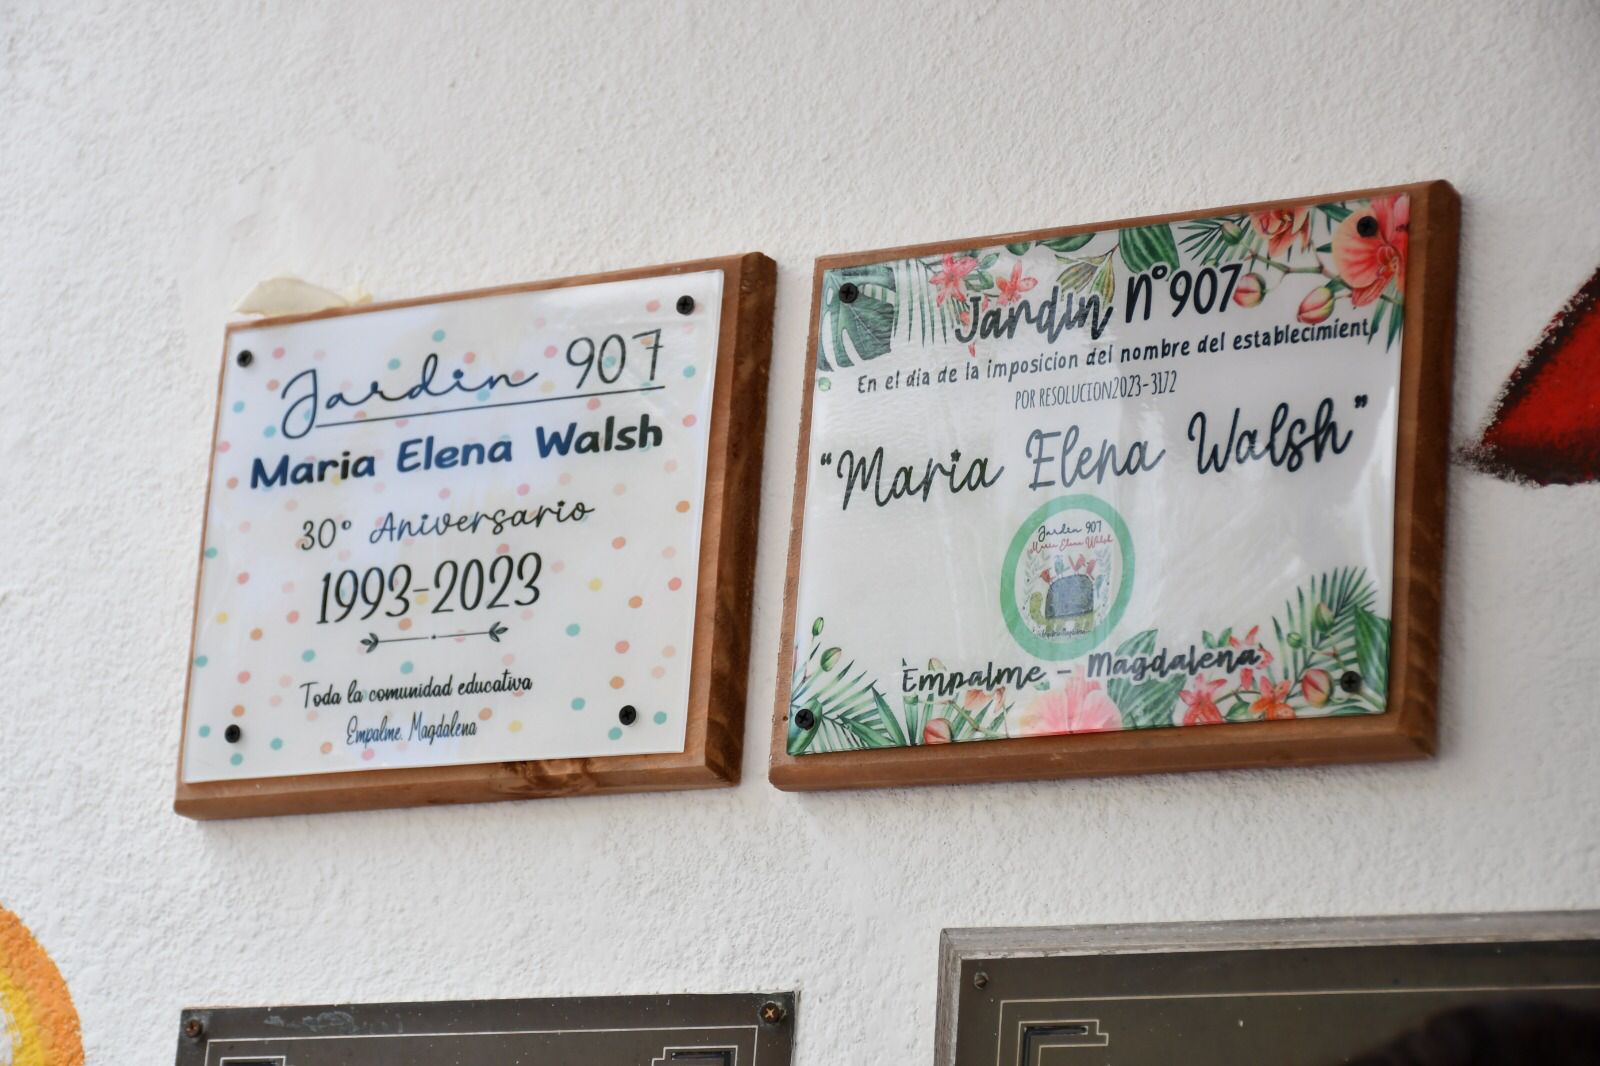 Jardin 907
Maria Elena Walsh
30° Aniversario
1993-2023
Toda la comunidad educativa
Empalme. Magdalena
Jardin N°907
En el dia de la imposicion del nombre del establecimient
POR RESOLUCION2023-3172
"Maria Elena Walsh"
Jardin 907
Maria Elena Walsh
Empalme - Magdalena